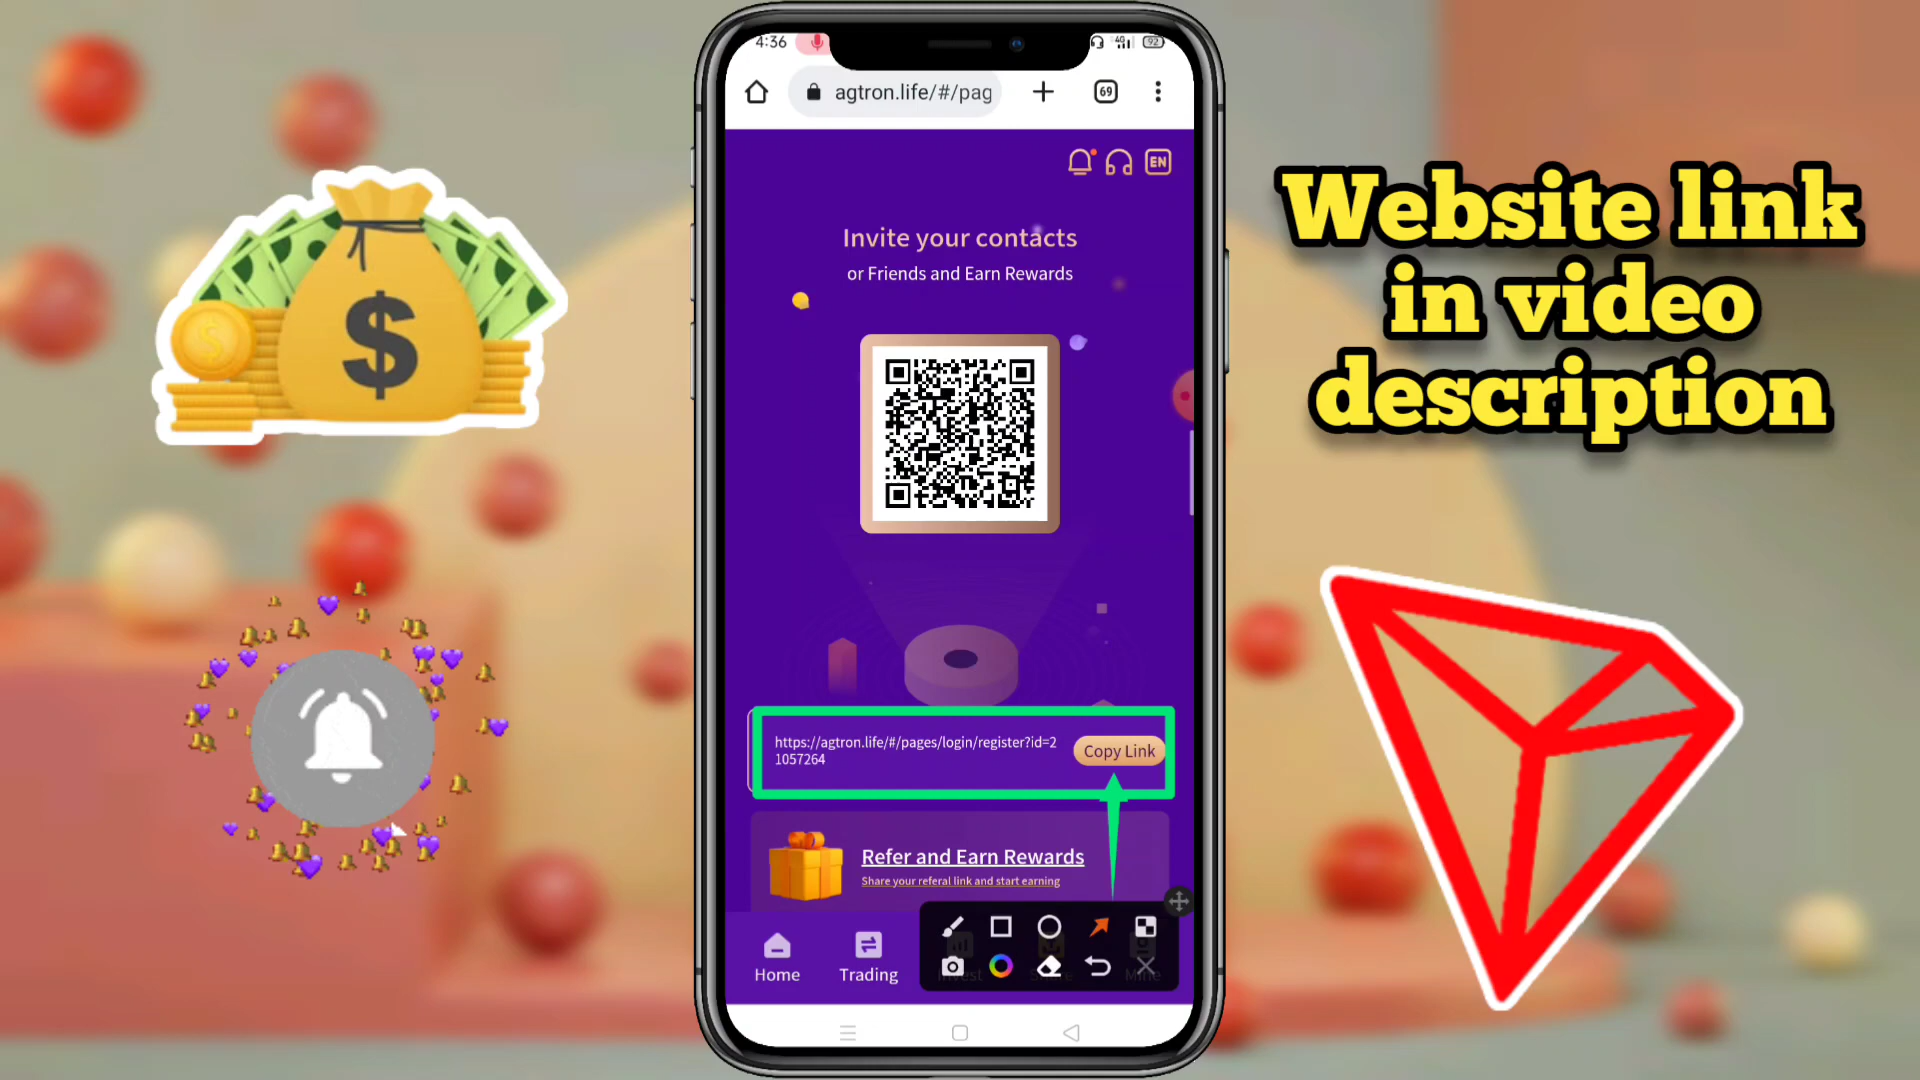 4:36
4G
92
agtron.life/#/pag
69
EN
Invite your contacts
or Friends and Earn Rewards
https://agtron.life/#/pages/login/register?id=2
1057264
Copy Link
Refer and Earn Rewards
Share your referal link and start earning
Home
Trading
Website link
in video
description
$
$